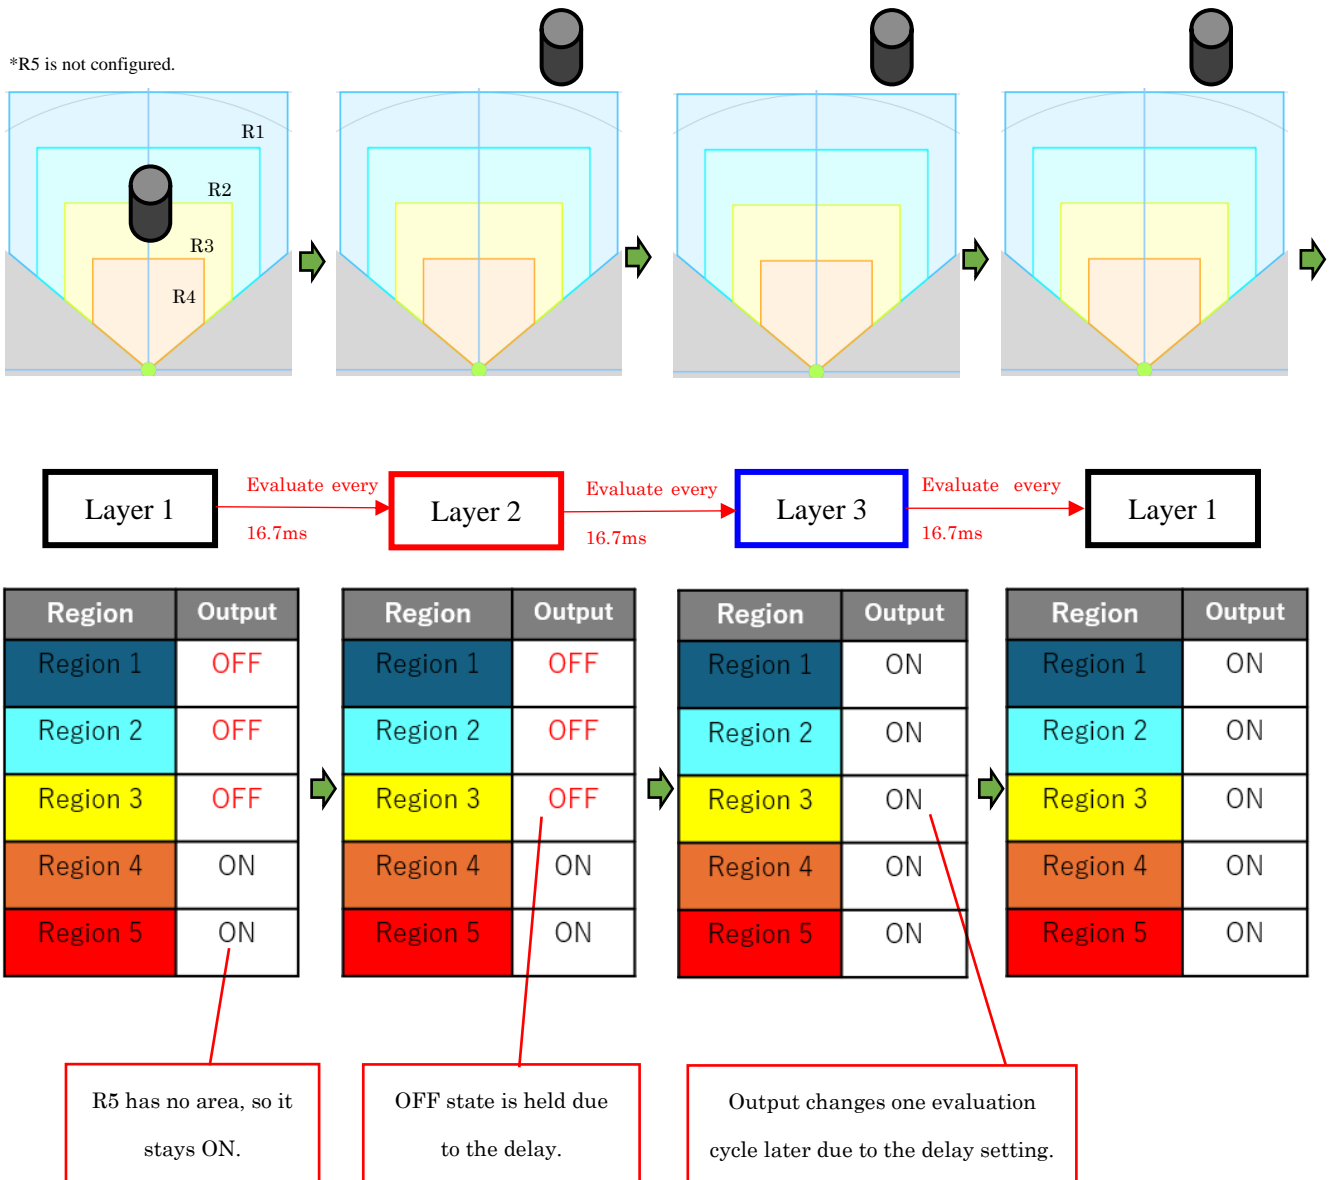 *R5 is not configured.
R1
R2
R3
R4
Layer 1
Evaluate every
16.7ms
Layer 2
Evaluate every
16.7ms
Layer 3
Evaluate every
16.7ms
Layer 1
Region Output
Region 1 OFF
Region 2 OFF
Region 3 OFF
Region 4 ON
Region 5 ON
Region Output
Region 1 OFF
Region 2 OFF
Region 3 OFF
Region 4 ON
Region 5 ON
Region Output
Region 1 ON
Region 2 ON
Region 3 ON
Region 4 ON
Region 5 ON
Region Output
Region 1 ON
Region 2 ON
Region 3 ON
Region 4 ON
Region 5 ON
R5 has no area, so it
stays ON.
OFF state is held due
to the delay.
Output changes one evaluation
cycle later due to the delay setting.